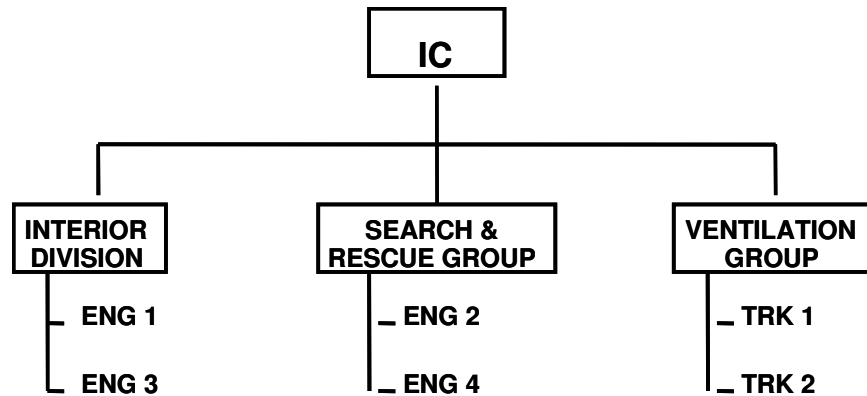 IC
INTERIOR
DIVISION
SEARCH &
RESCUE GROUP
VENTILATION
GROUP
ENG 1
ENG 3
ENG 2
ENG 4
TRK 1
TRK 2